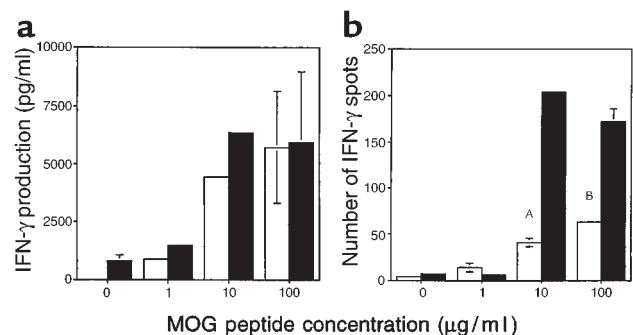 a
b
IFN-γ production (pg/ml)
10000
7500
5000
2500
0
0 1 10 100
Number of IFN-γ spots
250
200
150
100
50
0
A
B
0 1 10 100
MOG peptide concentration (μg/ml)